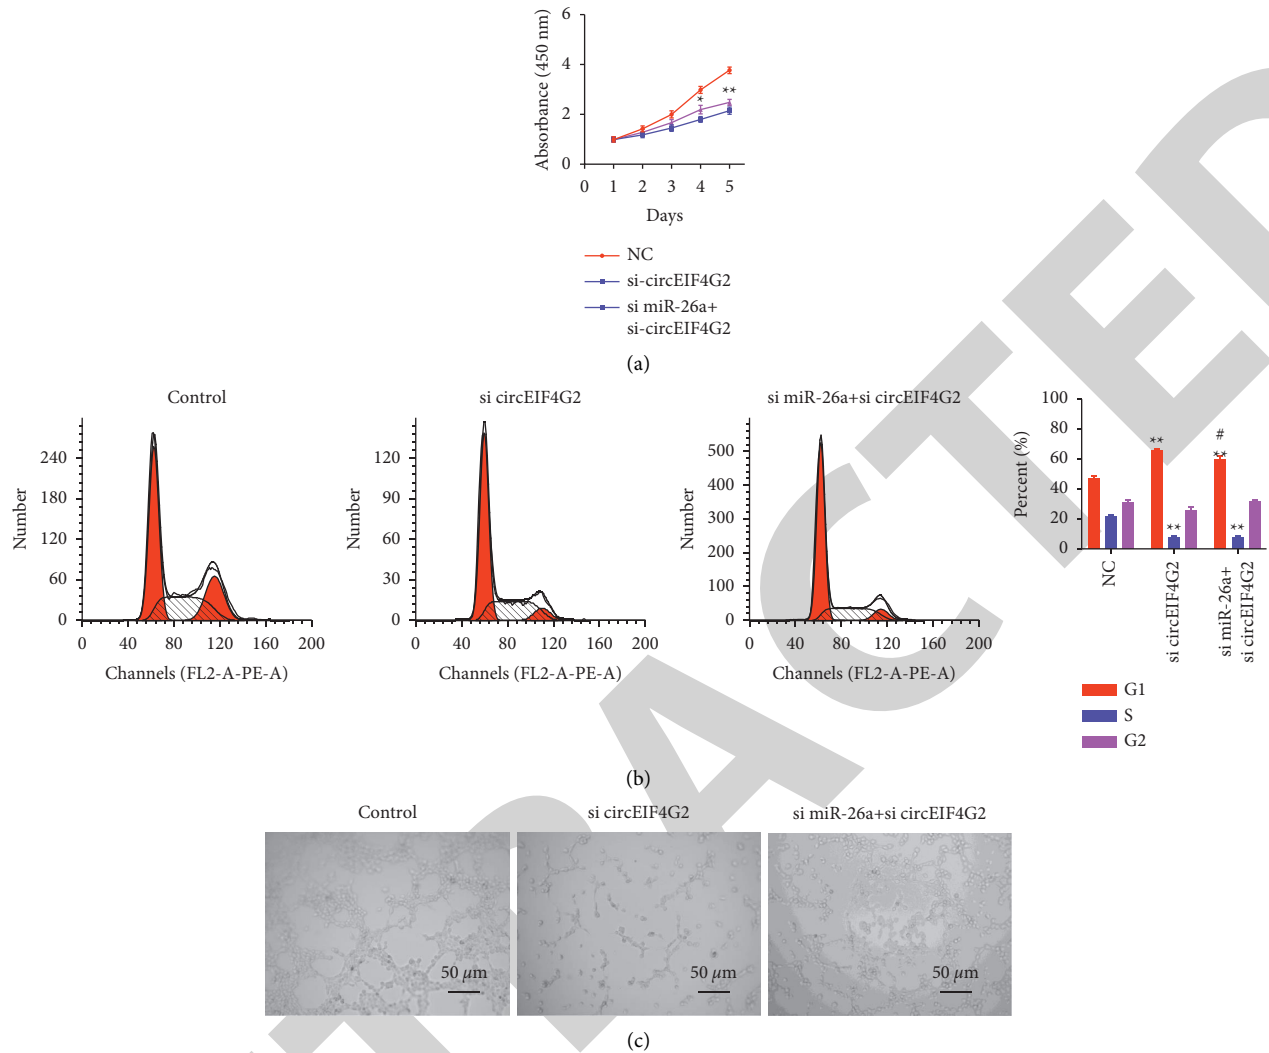 6
4
2
0
Absorbance (450 nm)
*
**
0 1 2 3 4 5
Days
NC
si-circEIF4G2
si miR-26a+
si-circEIF4G2
(a)
Control
240
180
120
60
0
Number
0 40 80 120 160 200
Channels (FL2-A-PE-A)
si circEIF4G2
120
90
60
30
0
Number
0 40 80 120 160 200
Channels (FL2-A-PE-A)
si miR-26a+si circEIF4G2
500
400
300
200
100
0
Number
0 40 80 120 160 200
Channels (FL2-A-PE-A)
100
80
60
40
20
0
Percent (%)
**
**
#
**
**
NC
si circEIF4G2
si miR-26a+
si circEIF4G2
G1
S
G2
(b)
Control
si circEIF4G2
si miR-26a+si circEIF4G2
50 μm
50 μm
50 μm
(c)
RACTED